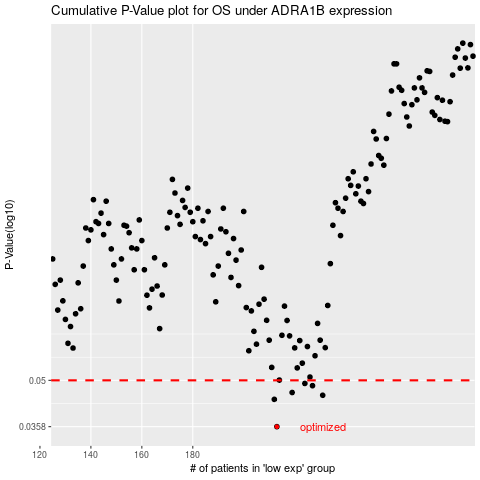 Cumulative P-Value plot for OS under ADRA1B expression
P-Value(log10)
0.05
0.0358
optimized
120 140 160 180
# of patients in 'low exp' group